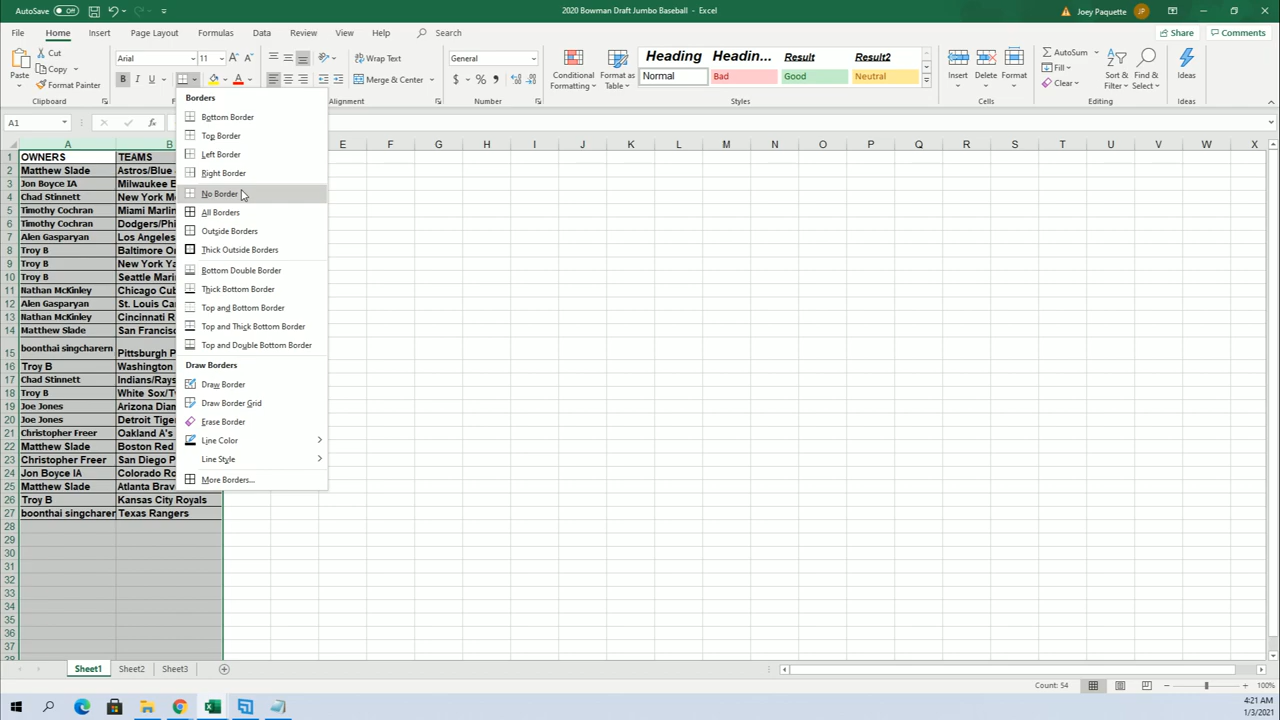 AutoSave Off 2020 Bowman Draft Jumbo Baseball - Excel Joey Paquette JP
File Home Insert Page Layout Formulas Data Review View Help Search Share Comments
Paste Cut Copy Format Painter Clipboard
Arial 11 B I U
Wrap Text Merge & Center Alignment
General $ % Number
Conditional Formatting Format as Table
Heading Headin... Result Result2
Normal Bad Good Neutral
Styles
Insert Delete Format Cells
AutoSum Fill Clear Sort & Filter Find & Select Editing
Ideas Ideas
A1 fx
A B E F G H I J K L M N O P Q R S T U V W X
1 OWNERS TEAMS
2 Matthew Slade Astros/Blue
3 Jon Boyce IA Milwaukee
4 Chad Stinnett New York M
5 Timothy Cochran Miami Marlin
6 Timothy Cochran Dodgers/Phi
7 Alen Gasparyan Los Angeles
8 Troy B Baltimore O
9 Troy B New York Ya
10 Troy B Seattle Mari
11 Nathan McKinley Chicago Cub
12 Alen Gasparyan St. Louis Ca
13 Nathan McKinley Cincinnati R
14 Matthew Slade San Francisc
15 boonthai singcharern Pittsburgh P
16 Troy B Washington
17 Chad Stinnett Indians/Rays
18 Troy B White Sox/T
19 Joe Jones Arizona Diam
20 Joe Jones Detroit Tiger
21 Christopher Freer Oakland A's
22 Matthew Slade Boston Red
23 Christopher Freer San Diego P
24 Jon Boyce IA Colorado Ro
25 Matthew Slade Atlanta Brav
26 Troy B Kansas City Royals
27 boonthai singcharer Texas Rangers
28
29
30
31
32
33
34
35
36
37
38
Borders
Bottom Border
Top Border
Left Border
Right Border
No Border
All Borders
Outside Borders
Thick Outside Borders
Bottom Double Border
Thick Bottom Border
Top and Bottom Border
Top and Thick Bottom Border
Top and Double Bottom Border
Draw Borders
Draw Border
Draw Border Grid
Erase Border
Line Color
Line Style
More Borders...
Sheet1 Sheet2 Sheet3
Count: 54 100%
4:21 AM
1/3/2021